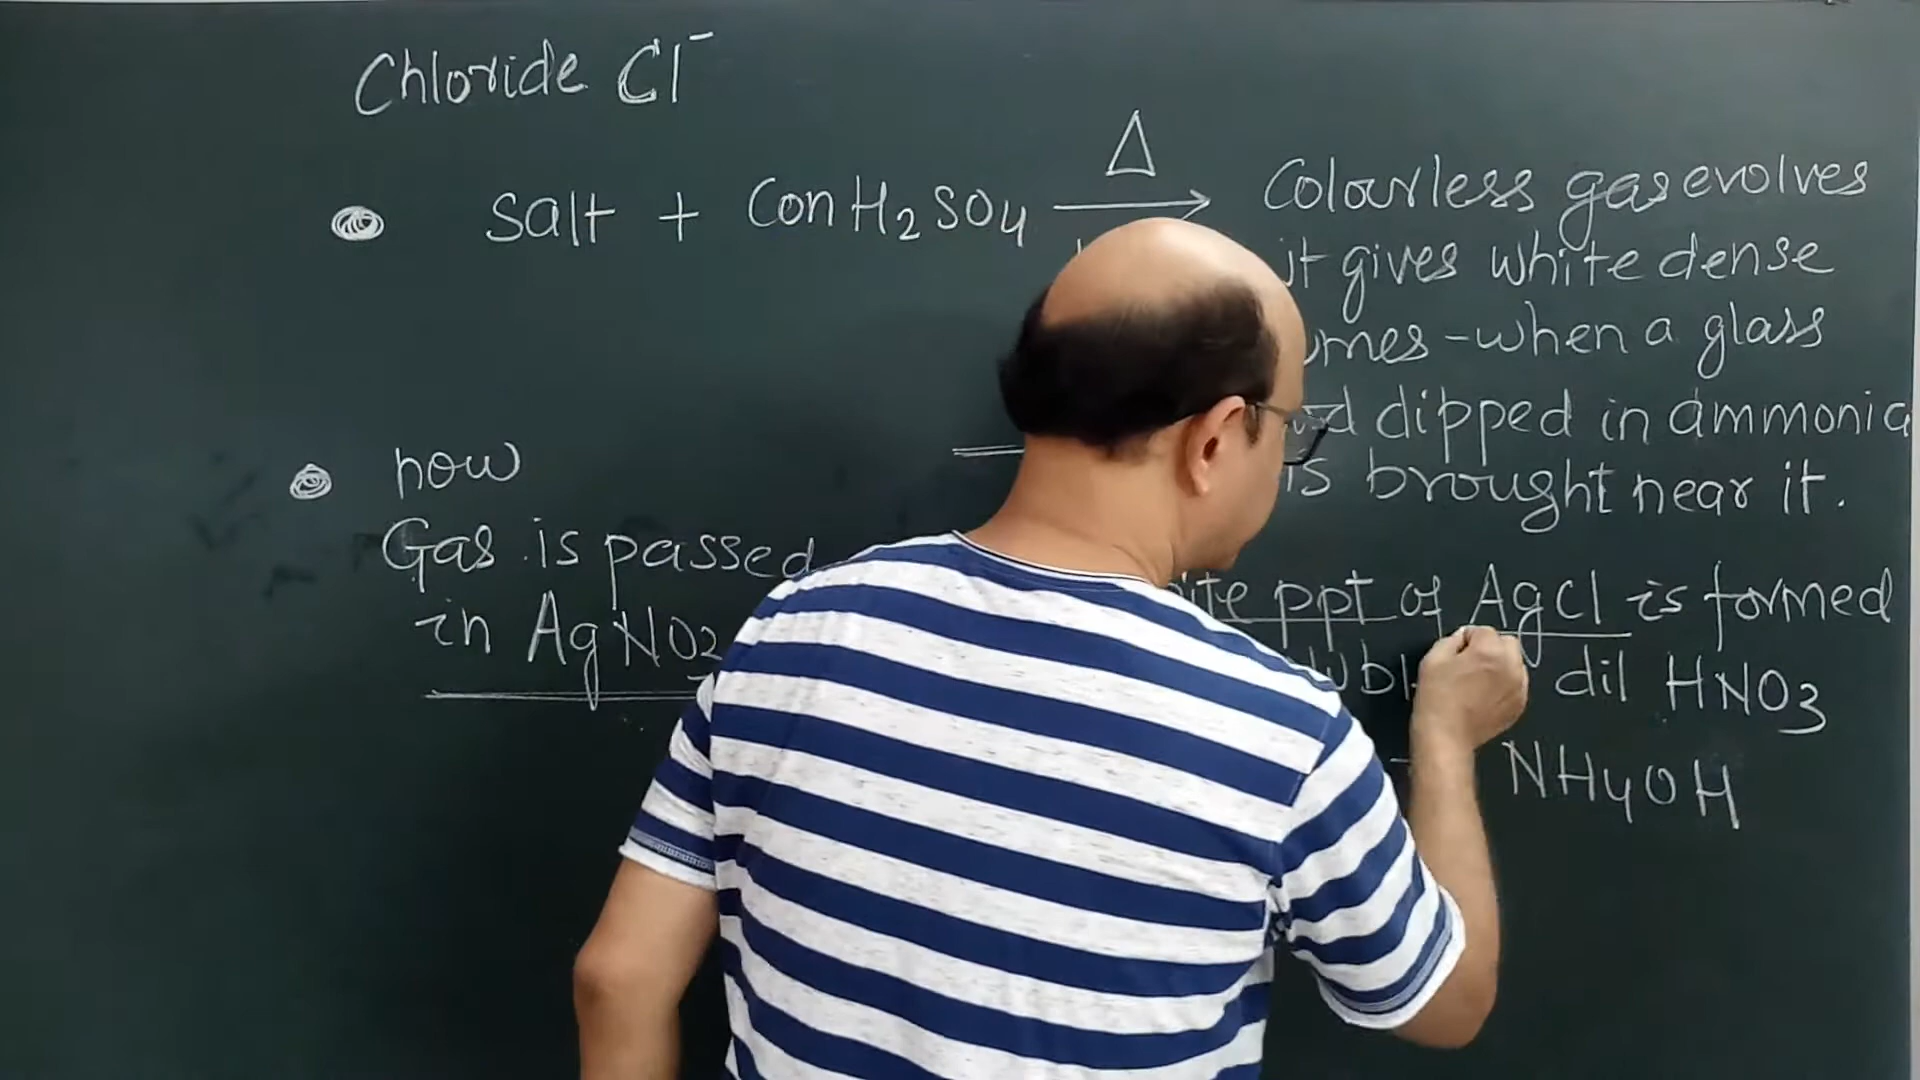 Chloride Cl⁻
Δ
Salt + Con H₂SO₄ → Colourless gas evolves
it gives white dense
-when a glass
dipped in ammonia
is brought near it.
now
Gas is passed
in AgNO₃
ppt of AgCl is formed
dil HNO₃
NH₄OH